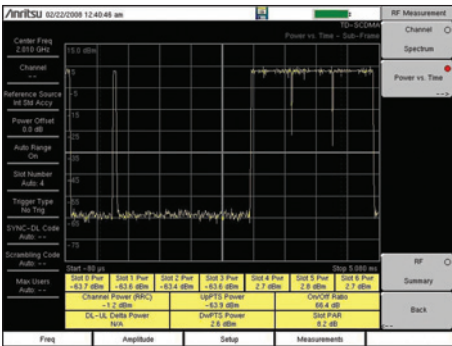 Anritsu 02/22/2008 12:40:46 am
RF Measurement
TD-SCDMA
Power vs. Time - Sub-Frame
Channel
Spectrum
Power vs. Time
-->
RF
Summary
Back
<--
Center Freq
2.010 GHz
Channel
--
Reference Source
Int Std Accy
Power Offset
0.0 dB
Auto Range
On
Slot Number
Auto: 4
Trigger Type
No Trig
SYNC-DL Code
Auto: --
Scrambling Code
Auto: --
Max Users
Auto: --
15.0 dBm
5
-5
-15
-25
-35
-45
-55
-65
-75
Start -80 µs
Stop 5.080 ms
Slot 0 Pwr Slot 1 Pwr Slot 2 Pwr Slot 3 Pwr Slot 4 Pwr Slot 5 Pwr Slot 6 Pwr
-63.7 dBm -63.6 dBm -63.4 dBm -63.6 dBm 2.7 dBm 2.8 dBm 2.7 dBm
Channel Power (RRC) UpPTS Power On/Off Ratio
-1.2 dBm -63.9 dBm 66.4 dB
DL-UL Delta Power DwPTS Power Slot PAR
N/A 2.6 dBm 8.2 dB
Freq Amplitude Setup Measurements